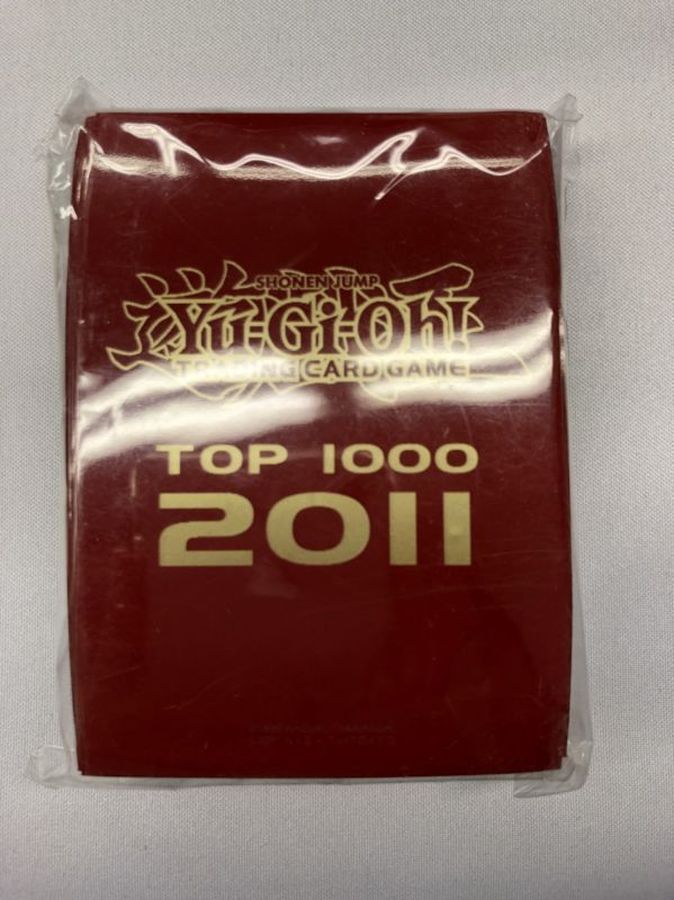 SHONEN JUMP
Yu-Gi-Oh!
TRADING CARD GAME
TOP 1000
2011